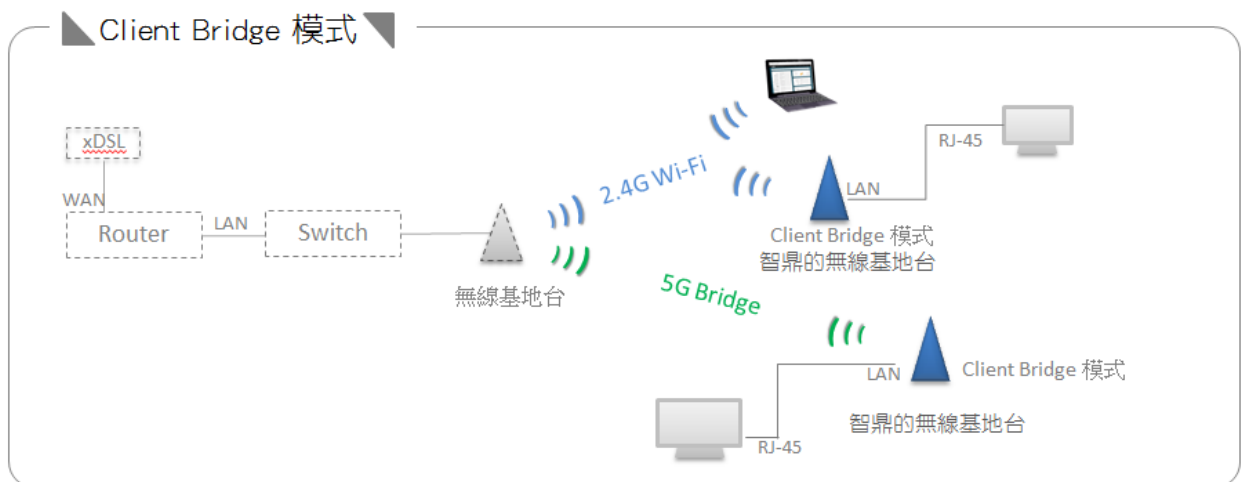 Client Bridge 模式
xDSL
WAN
Router
LAN
Switch
無線基地台
2.4G Wi-Fi
5G Bridge
RJ-45
LAN
Client Bridge 模式
智鼎的無線基地台
LAN
Client Bridge 模式
智鼎的無線基地台
RJ-45